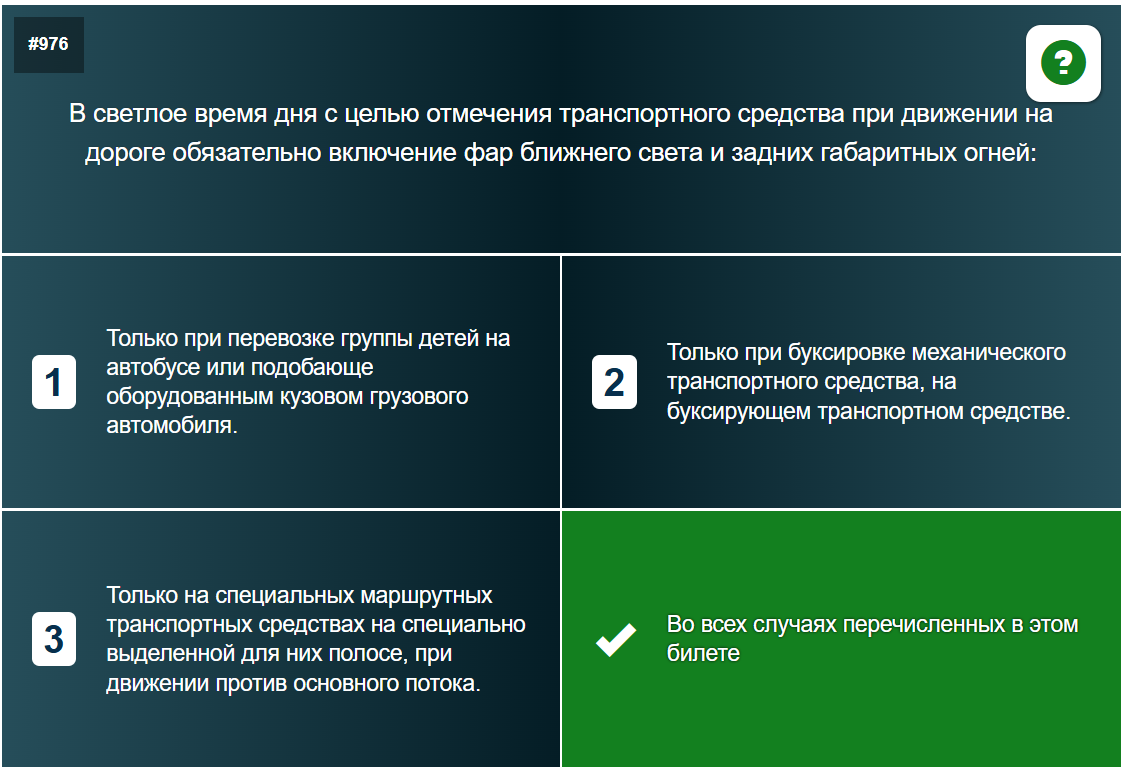 #976
?
В светлое время дня с целью отмечения транспортного средства при движении на
дороге обязательно включение фар ближнего света и задних габаритных огней:
1
Только при перевозке группы детей на
автобусе или подобающе
оборудованным кузовом грузового
автомобиля.
2
Только при буксировке механического
транспортного средства, на
буксирующем транспортном средстве.
3
Только на специальных маршрутных
транспортных средствах на специально
выделенной для них полосе, при
движении против основного потока.
Во всех случаях перечисленных в этом
билете